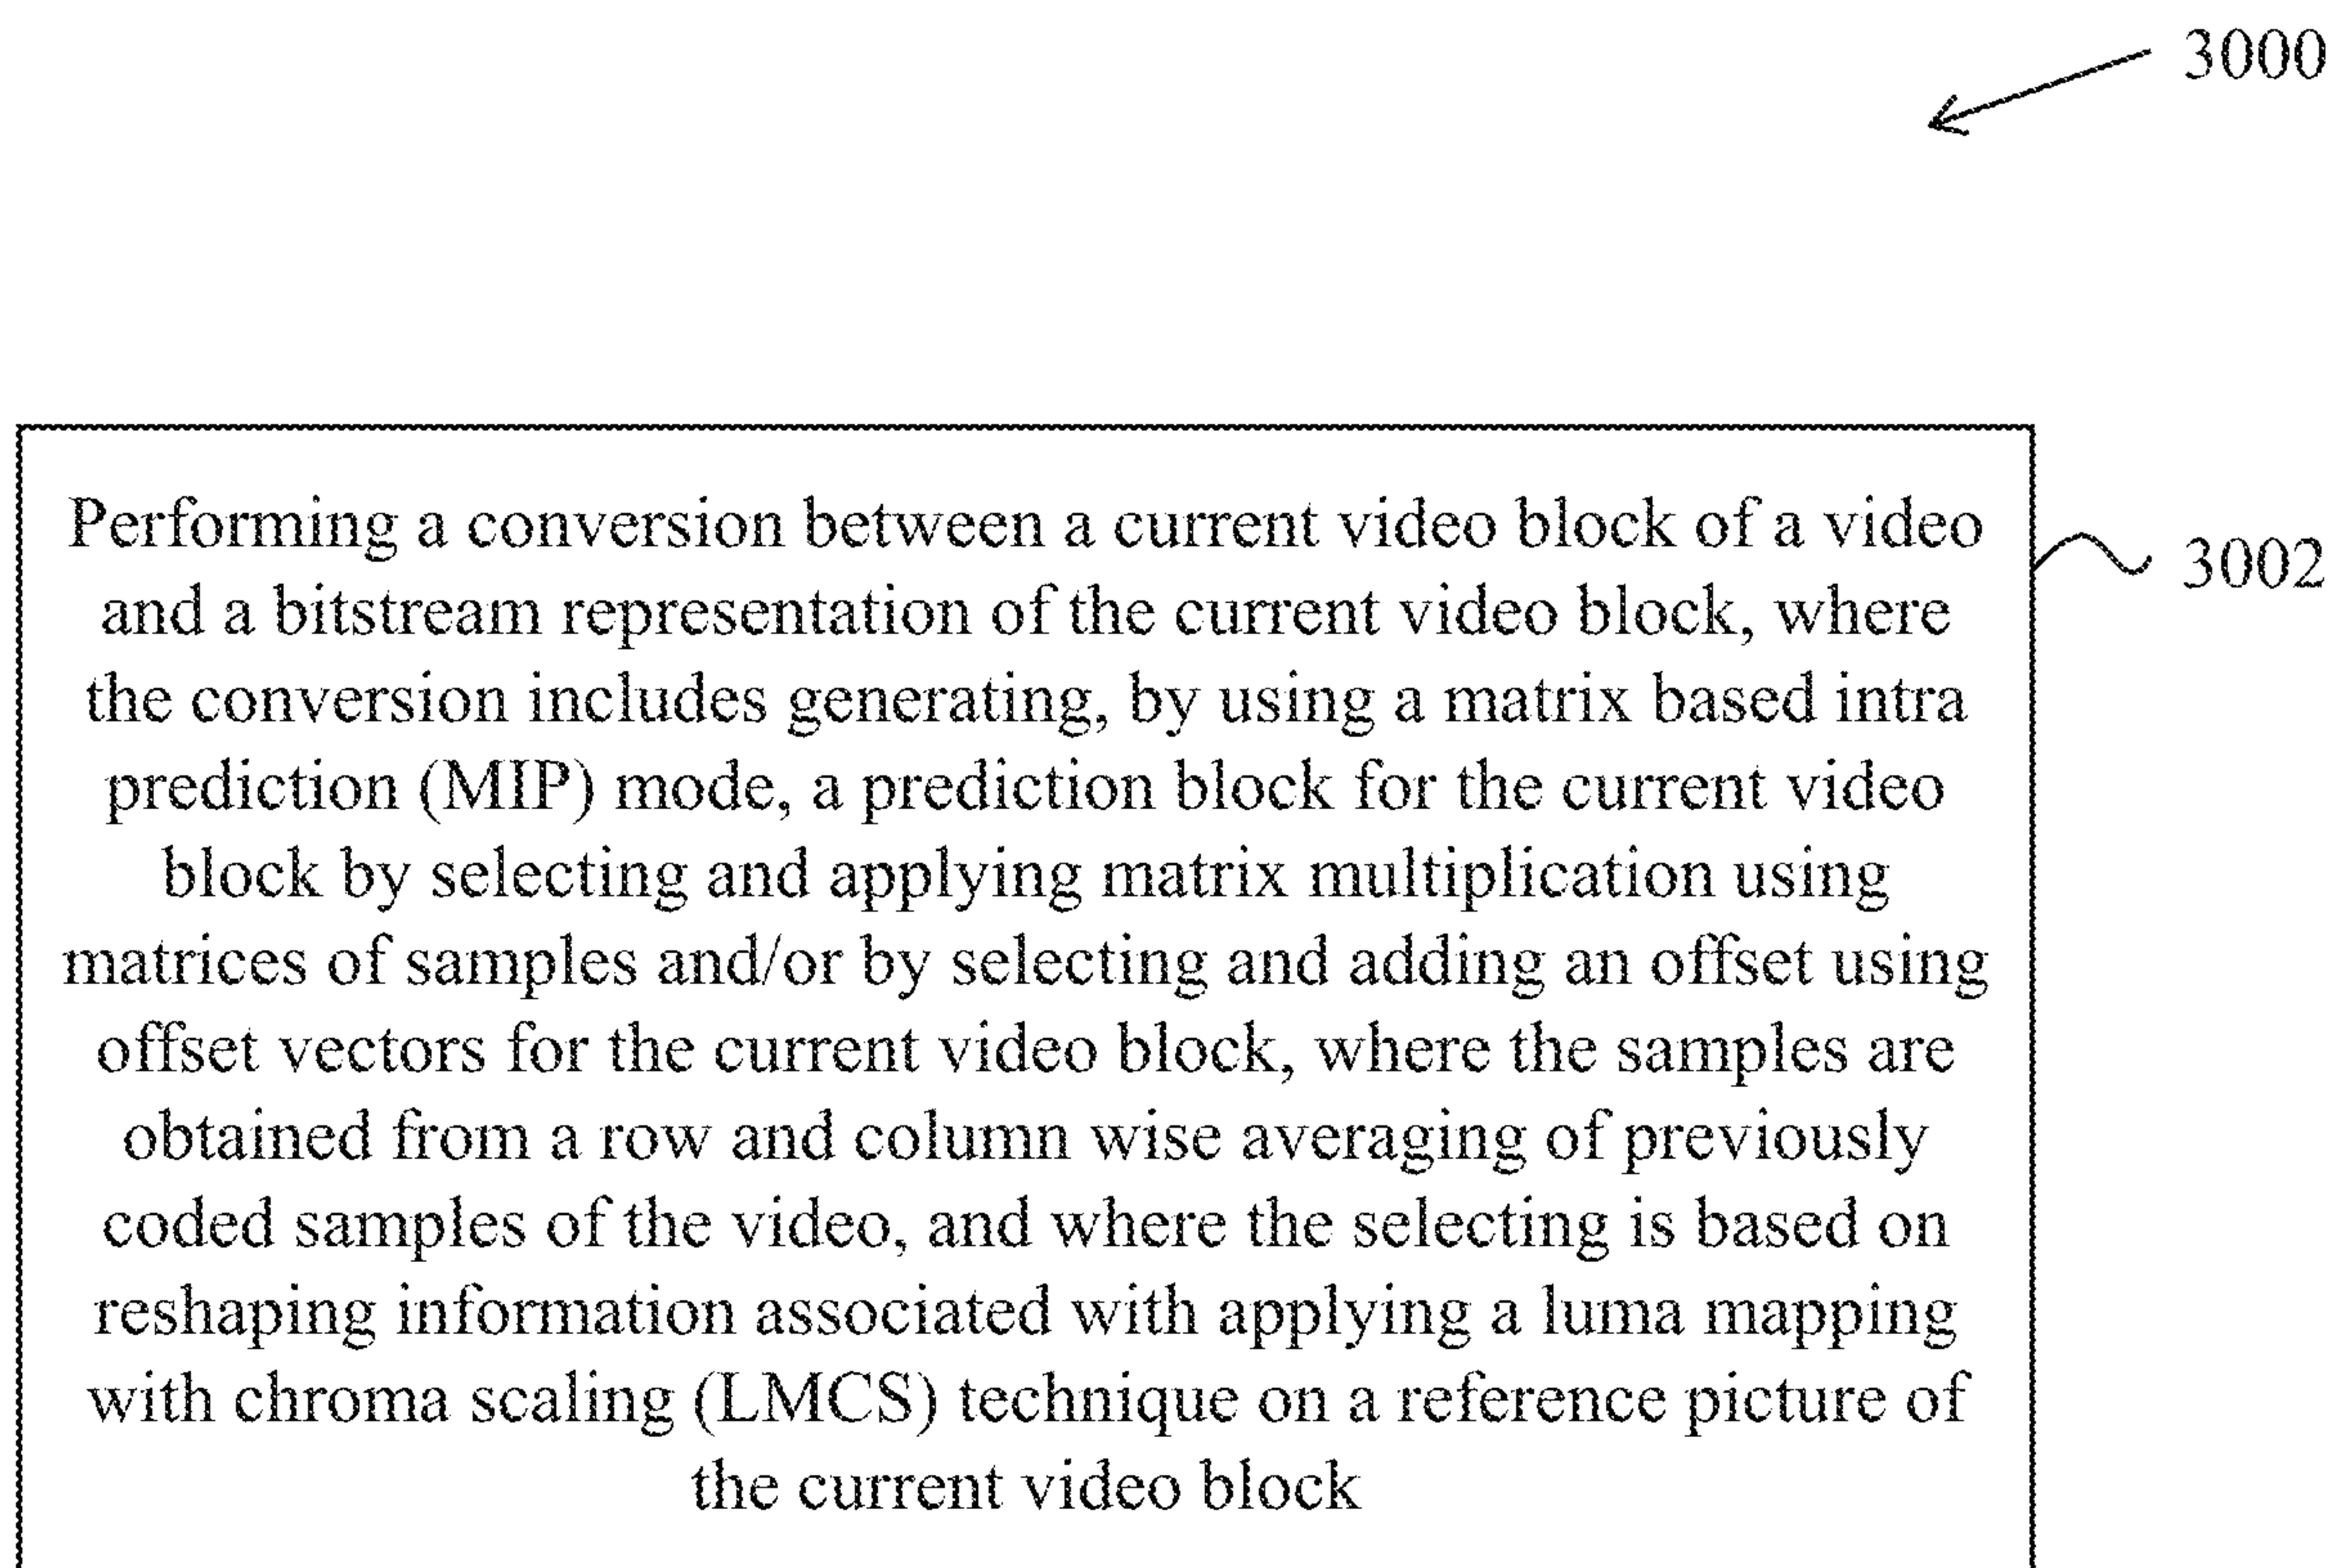 3000
Performing a conversion between a current video block of a video
3002
and a bitstream representation of the current video block, where
the conversion includes generating, by using a matrix based intra
prediction (MIP) mode, a prediction block for the current video
block by selecting and applying matrix multiplication using
matrices of samples and/or by selecting and adding an offset using
offset vectors for the current video block, where the samples are
obtained from a row and column wise averaging of previously
coded samples of the video, and where the selecting is based on
reshaping information associated with applying a luma mapping
with chroma scaling (LMCS) technique on a reference picture of
the current video block